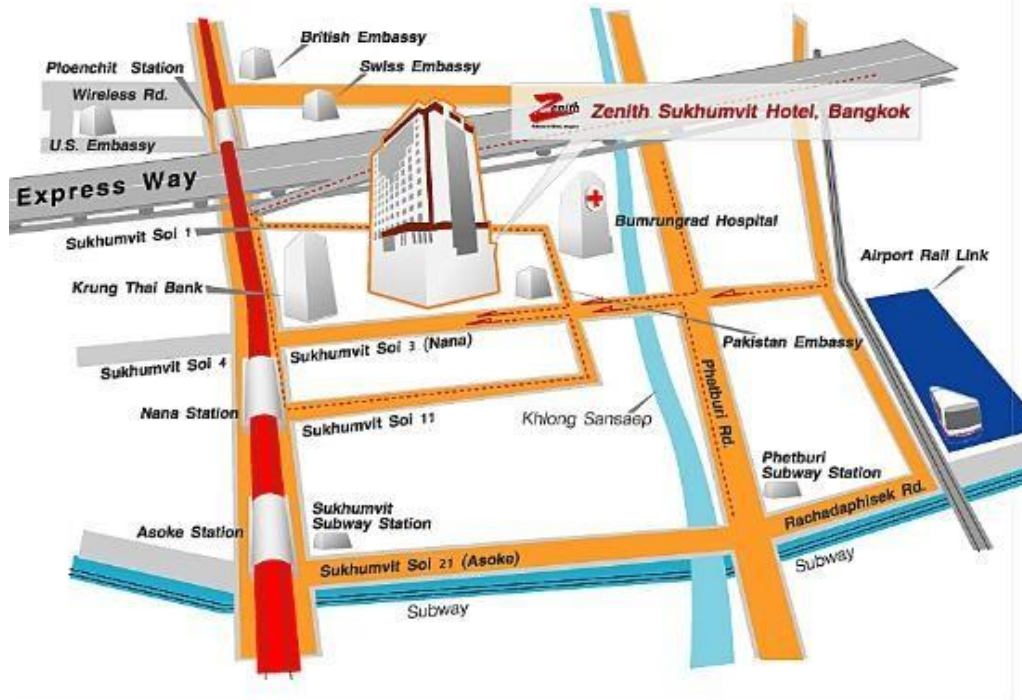 British Embassy
Ploenchit Station
Swiss Embassy
Wireless Rd.
Zenith
Zenith Sukhumvit Hotel, Bangkok
U.S. Embassy
Express Way
Bumrungrad Hospital
Sukhumvit Soi 1
Airport Rail Link
Krung Thai Bank
Pakistan Embassy
Sukhumvit Soi 3 (Nana)
Sukhumvit Soi 4
Nana Station
Sukhumvit Soi 11
Khlong Sansaep
Phetburi Rd.
Phetburi
Subway Station
Sukhumvit
Subway Station
Asoke Station
Rachadaphisek Rd.
Sukhumvit Soi 21 (Asoke)
Subway
Subway